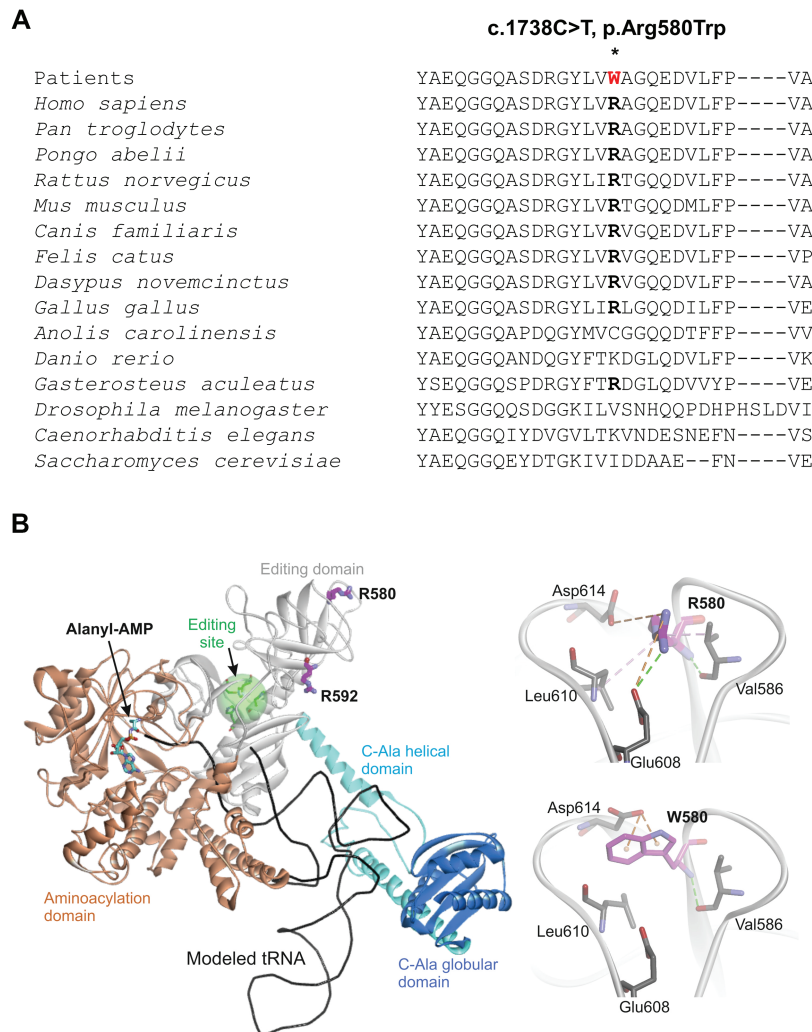 A
c.1738C>T, p.Arg580Trp
*
Patients YAEQGGQASDRGYLVWAGQEDVLFP----VA
Homo sapiens YAEQGGQASDRGYLVRAGQEDVLFP----VA
Pan troglodytes YAEQGGQASDRGYLVRAGQEDVLFP----VA
Pongo abelii YAEQGGQASDRGYLVRAGQEDVLFP----VA
Rattus norvegicus YAEQGGQASDRGYLIRTGQQDVLFP----VA
Mus musculus YAEQGGQASDRGYLVRTGQQDMLFP----VA
Canis familiaris YAEQGGQASDRGYLVRVGQEDVLFP----VA
Felis catus YAEQGGQASDRGYLVRVGQEDVLFP----VP
Dasypus novemcinctus YAEQGGQASDRGYLVRVGQQDVLFP----VA
Gallus gallus YAEQGGQASDRGYLIRLGQQDILFP----VE
Anolis carolinensis YAEQGGQAPDQGYMVCGGQQDTFFP----VV
Danio rerio YAEQGGQANDQGYFTKDGLQDVLFP----VK
Gasterosteus aculeatus YSEQGGQSPDRGYFTRDGLQDVVYP----VE
Drosophila melanogaster YYESGGQQSDGGKILVSNHQQPDHPHSLDVI
Caenorhabditis elegans YAEQGGQIYDVGVLTKVNDESNEFN----VS
Saccharomyces cerevisiae YAEQGGQEYDTGKIVIDDAAE--FN----VE
B
Editing domain
R580
Editing
site
Alanyl-AMP
R592
C-Ala helical
domain
Aminoacylation
domain
Modeled tRNA
C-Ala globular
domain
Asp614
R580
Leu610
Val586
Glu608
Asp614
W580
Leu610
Val586
Glu608